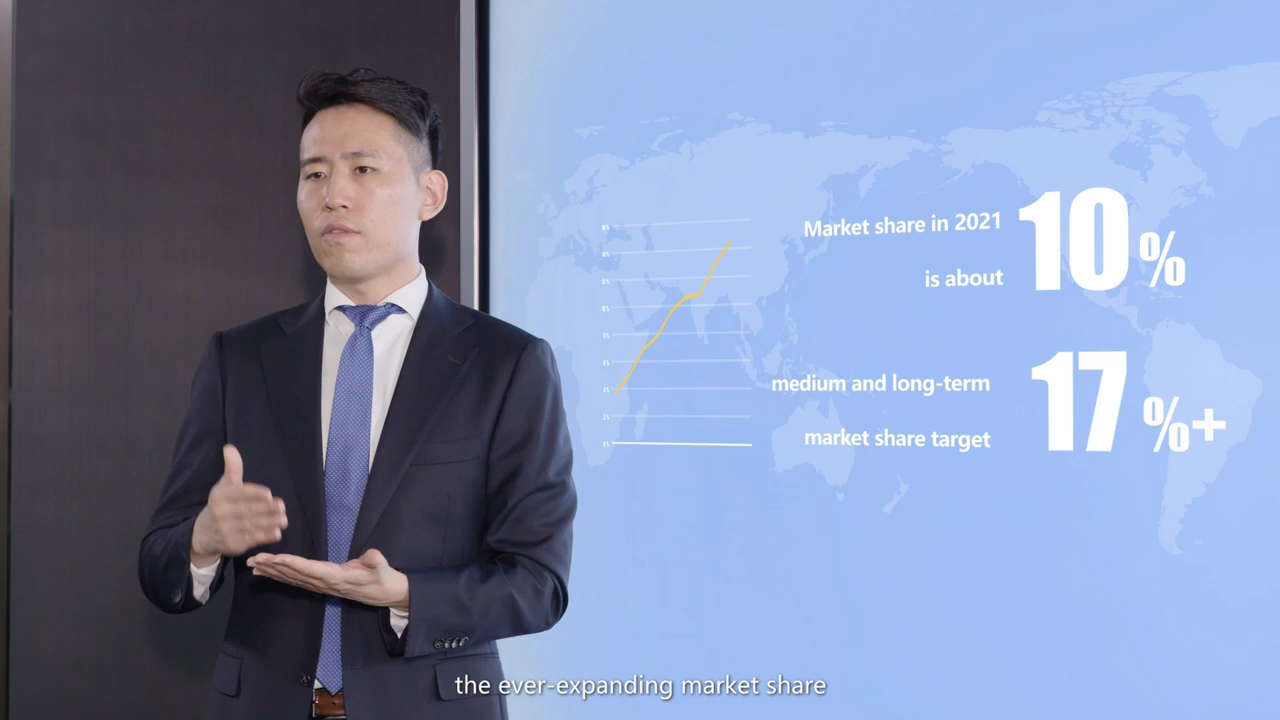 Market share in 2021
is about
10%
medium and long-term
market share target
17%+
the ever-expanding market share